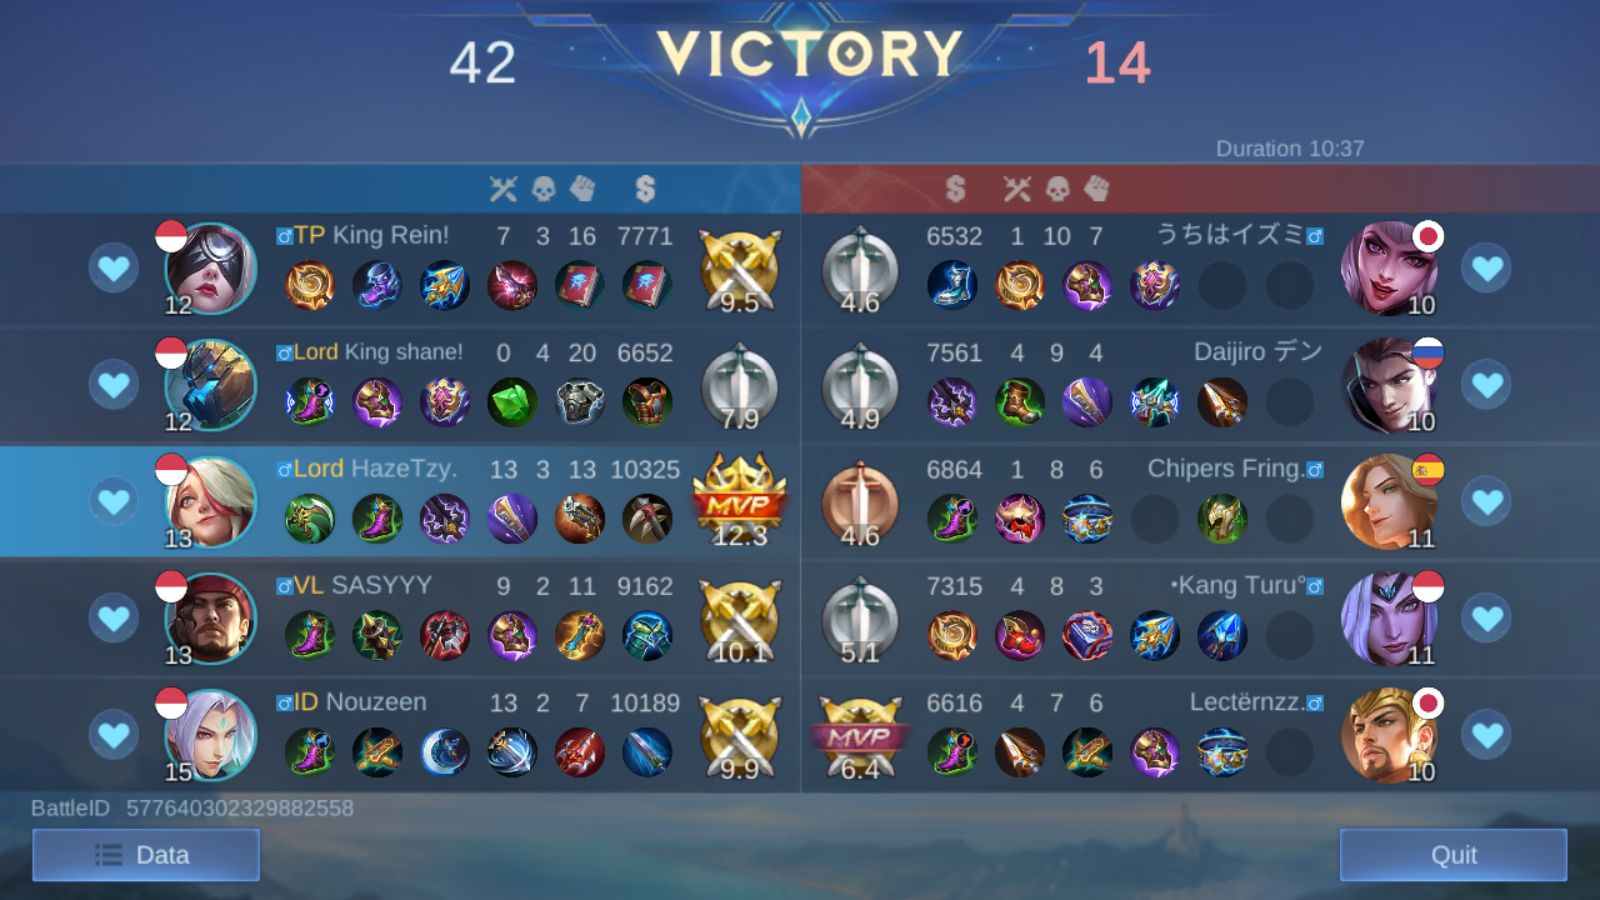 42 VICTORY 14
Duration 10:37
♂TP King Rein! 7 3 16 7771
12 9.5
6532 1 10 7 うちはイズミ♂
4.6 10
♂Lord King shane! 0 4 20 6652
12 7.9
7561 4 9 4 Daijiro デン
4.9 10
♂Lord HazeTzy. 13 3 13 10325
13 MVP 12.3
6864 1 8 6 Chipers Fring.♂
4.6 11
♂VL SASYYY 9 2 11 9162
13 10.1
7315 4 8 3 •Kang Turu°♂
5.1 11
♂ID Nouzeen 13 2 7 10189
15 9.9
6616 4 7 6 Lectërnzz.♂
MVP 6.4 10
BattleID 577640302329882558
Data
Quit